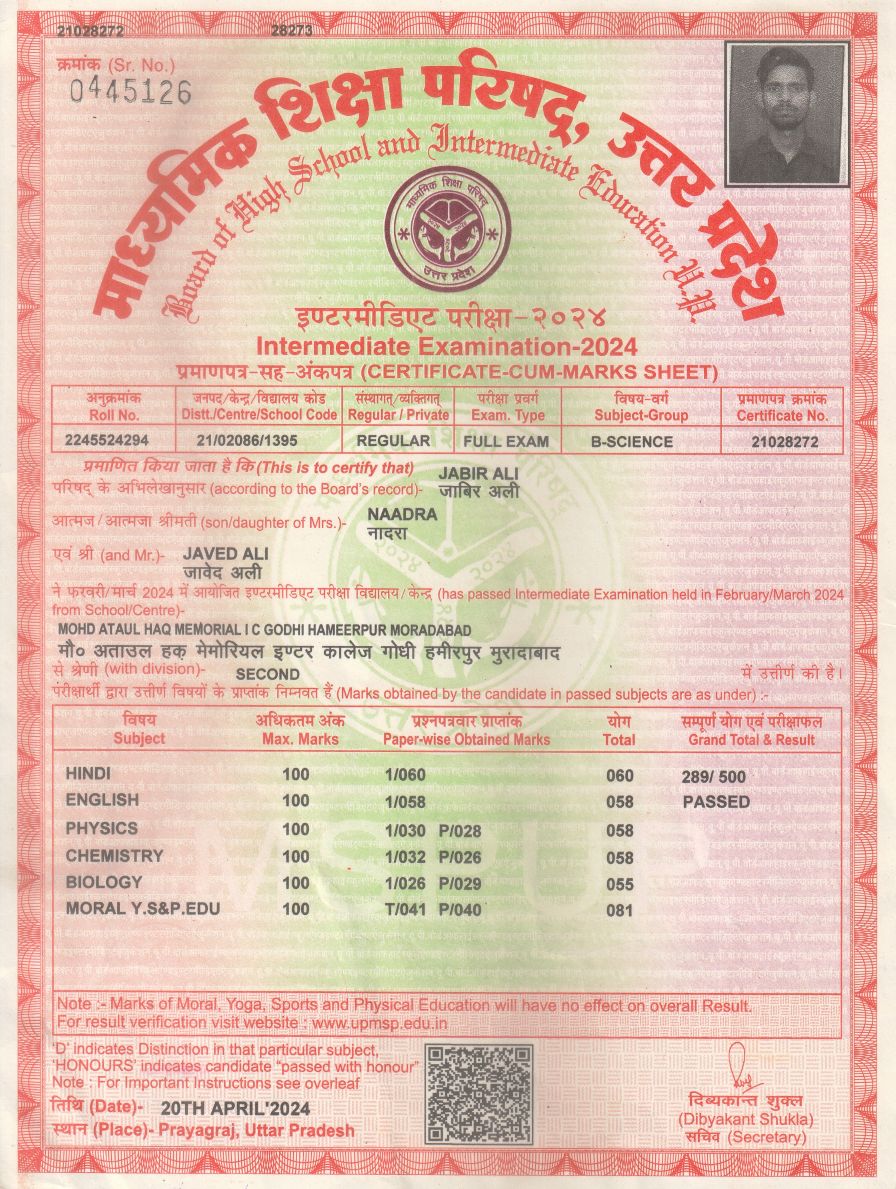 21028272 28273
क्रमांक (Sr. No.)
0445126
माध्यमिक शिक्षा परिषद्, उत्तर प्रदेश
Board of High School and Intermediate Education U.P.
माध्यमिक शिक्षा परिषद्
उत्तर प्रदेश
इण्टरमीडिएट परीक्षा-२०२४
Intermediate Examination-2024
प्रमाणपत्र-सह-अंकपत्र (CERTIFICATE-CUM-MARKS SHEET)
अनुक्रमांक जनपद/केन्द्र/विद्यालय कोड संस्थागत्/व्यक्तिगत् परीक्षा प्रवर्ग विषय-वर्ग प्रमाणपत्र क्रमांक
Roll No. Distt./Centre/School Code Regular / Private Exam. Type Subject-Group Certificate No.
2245524294 21/02086/1395 REGULAR FULL EXAM B-SCIENCE 21028272
प्रमाणित किया जाता है कि (This is to certify that) JABIR ALI
परिषद् के अभिलेखानुसार (according to the Board's record)- जाबिर अली
NAADRA
आत्मज/आत्मजा श्रीमती (son/daughter of Mrs.)- नादरा
एवं श्री (and Mr.)- JAVED ALI
जावेद अली
ने फरवरी/मार्च 2024 में आयोजित इण्टरमीडिएट परीक्षा विद्यालय/केन्द्र (has passed Intermediate Examination held in February/March 2024
from School/Centre)-
MOHD ATAUL HAQ MEMORIAL I C GODHI HAMEERPUR MORADABAD
मौ० अताउल हक़ मेमोरियल इण्टर कालेज गोधी हमीरपुर मुरादाबाद
से श्रेणी (with division)- SECOND में उत्तीर्ण की है।
परीक्षार्थी द्वारा उत्तीर्ण विषयों के प्राप्तांक निम्नवत हैं (Marks obtained by the candidate in passed subjects are as under) :-
विषय अधिकतम अंक प्रश्नपत्रवार प्राप्तांक योग सम्पूर्ण योग एवं परीक्षाफल
Subject Max. Marks Paper-wise Obtained Marks Total Grand Total & Result
HINDI 100 1/060 060 289/ 500
ENGLISH 100 1/058 058 PASSED
PHYSICS 100 1/030 P/028 058
CHEMISTRY 100 1/032 P/026 058
BIOLOGY 100 1/026 P/029 055
MORAL Y.S&P.EDU 100 T/041 P/040 081
Note :- Marks of Moral, Yoga, Sports and Physical Education will have no effect on overall Result.
For result verification visit website : www.upmsp.edu.in
'D' indicates Distinction in that particular subject,
'HONOURS' indicates candidate "passed with honour"
Note : For Important Instructions see overleaf
तिथि (Date)- 20TH APRIL'2024
स्थान (Place)- Prayagraj, Uttar Pradesh
दिव्यकान्त शुक्ल
(Dibyakant Shukla)
सचिव (Secretary)